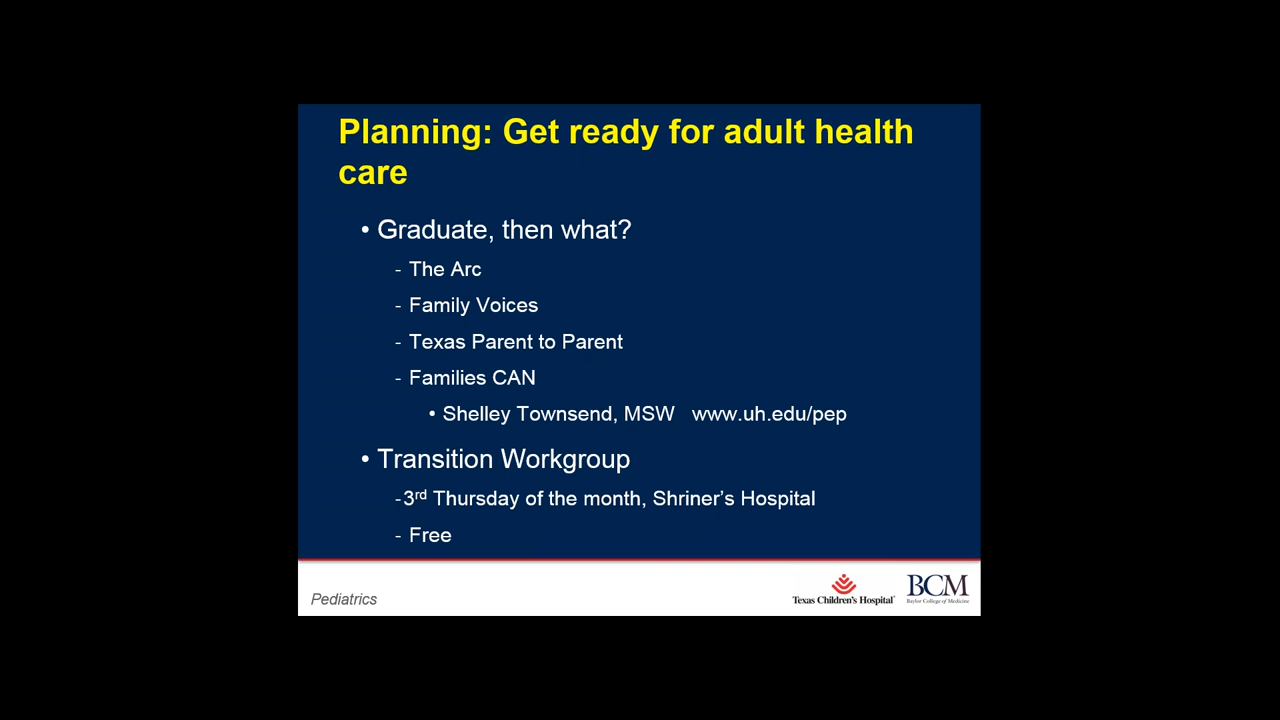 Planning: Get ready for adult health
care
• Graduate, then what?
- The Arc
- Family Voices
- Texas Parent to Parent
- Families CAN
• Shelley Townsend, MSW www.uh.edu/pep
• Transition Workgroup
-3rd Thursday of the month, Shriner's Hospital
- Free
Pediatrics
Texas Children's Hospital
BCM
Baylor College of Medicine